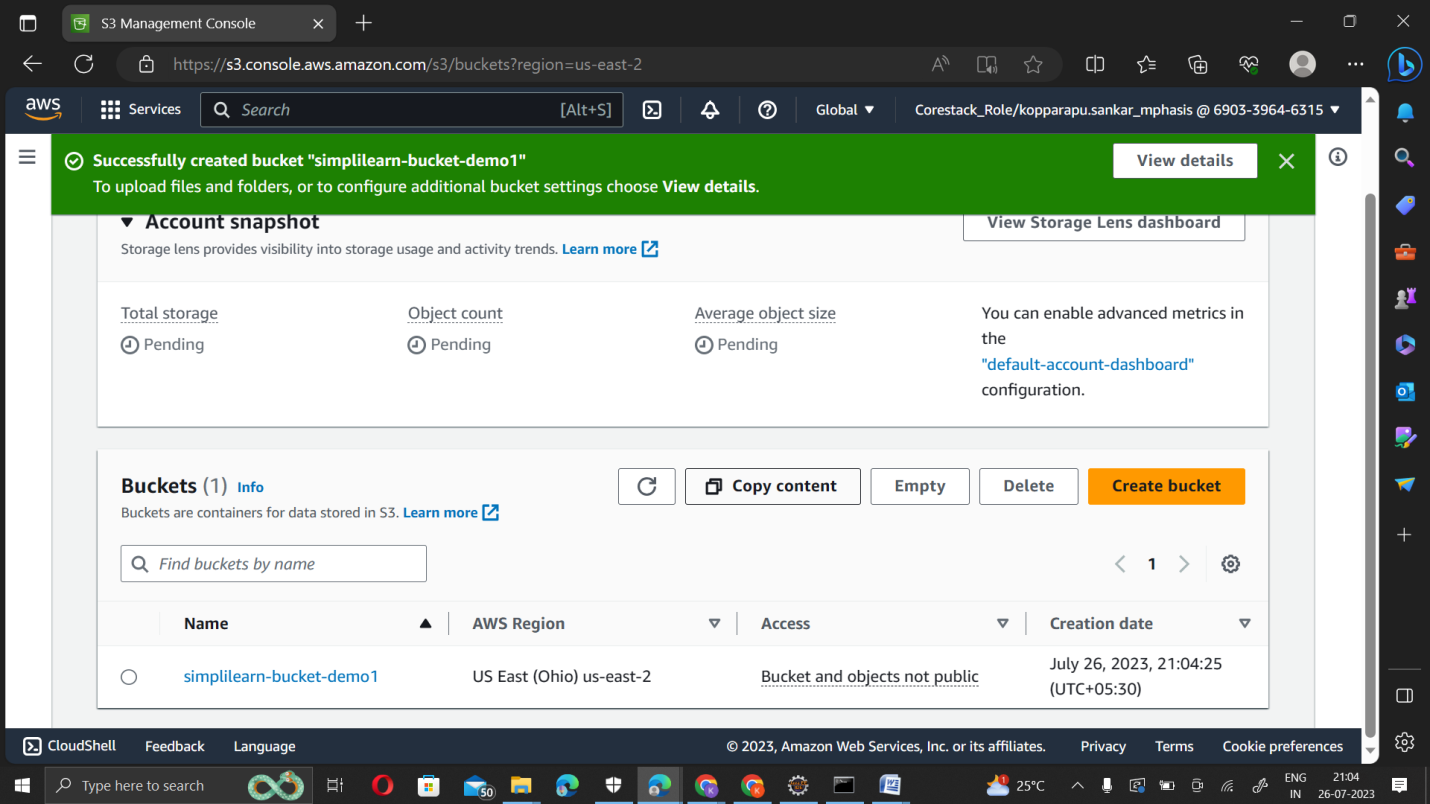 S3 Management Console
https://s3.console.aws.amazon.com/s3/buckets?region=us-east-2
aws
Services
Search
[Alt+S]
Global ▼
Corestack_Role/kopparapu.sankar_mphasis @ 6903-3964-6315 ▼
Successfully created bucket "simplilearn-bucket-demo1"
To upload files and folders, or to configure additional bucket settings choose View details.
View details
Account snapshot
View Storage Lens dashboard
Storage lens provides visibility into storage usage and activity trends. Learn more
Total storage
Pending
Object count
Pending
Average object size
Pending
You can enable advanced metrics in
the
"default-account-dashboard"
configuration.
Buckets (1) Info
Buckets are containers for data stored in S3. Learn more
Copy content
Empty
Delete
Create bucket
Find buckets by name
1
Name
AWS Region
Access
Creation date
simplilearn-bucket-demo1
US East (Ohio) us-east-2
Bucket and objects not public
July 26, 2023, 21:04:25
(UTC+05:30)
CloudShell
Feedback
Language
© 2023, Amazon Web Services, Inc. or its affiliates.
Privacy
Terms
Cookie preferences
Type here to search
50
1
25°C
ENG
IN
21:04
26-07-2023